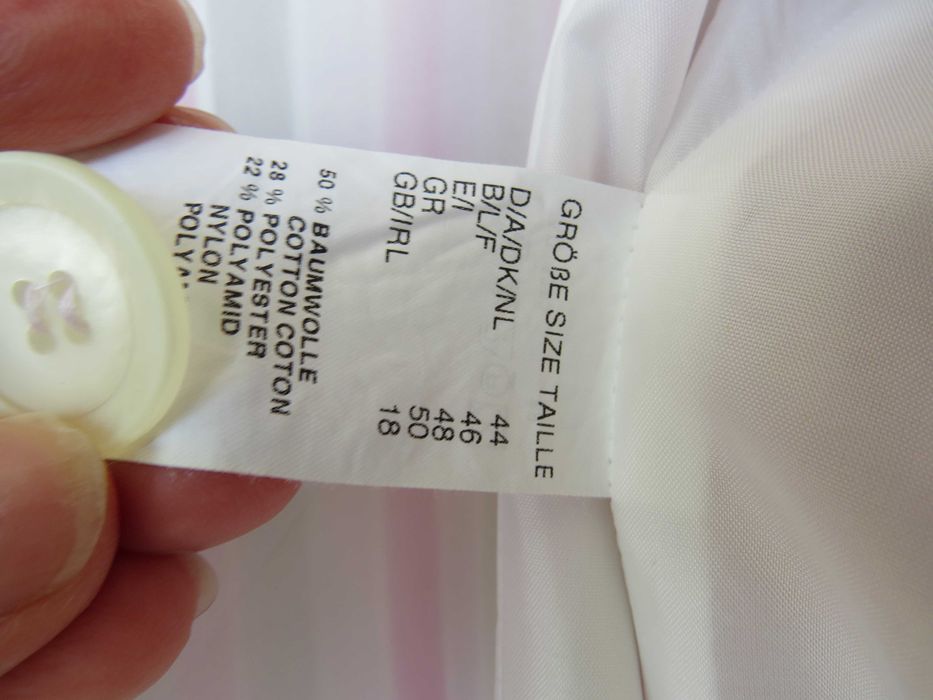 GRÖßE SIZE TAILLE
D/A/DK/NL 44
B/L/F 46
E/I 48
GR 50
GB/IRL 18
50 % BAUMWOLLE
COTTON COTON
28 % POLYESTER
22 % POLYAMID
NYLON